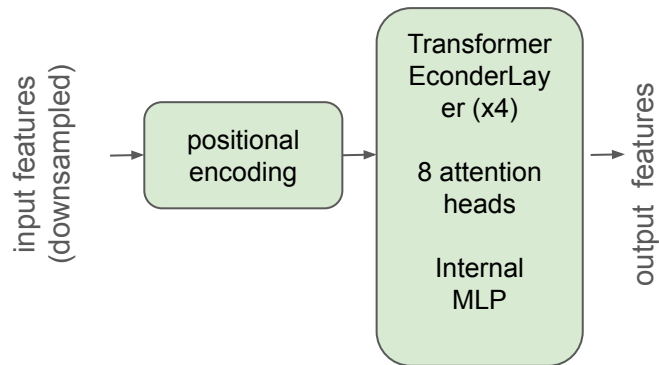 input features
(downsampled)
positional
encoding
Transformer
EconderLay
er (x4)
8 attention
heads
Internal
MLP
output features